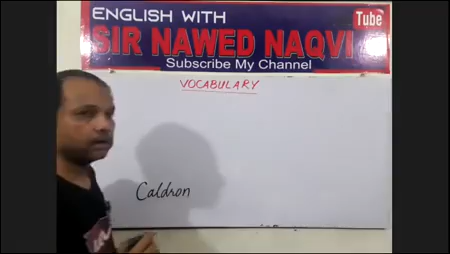 ENGLISH WITH
Tube
SIR NAWED NAQVI
Subscribe My Channel
VOCABULARY
Caldron